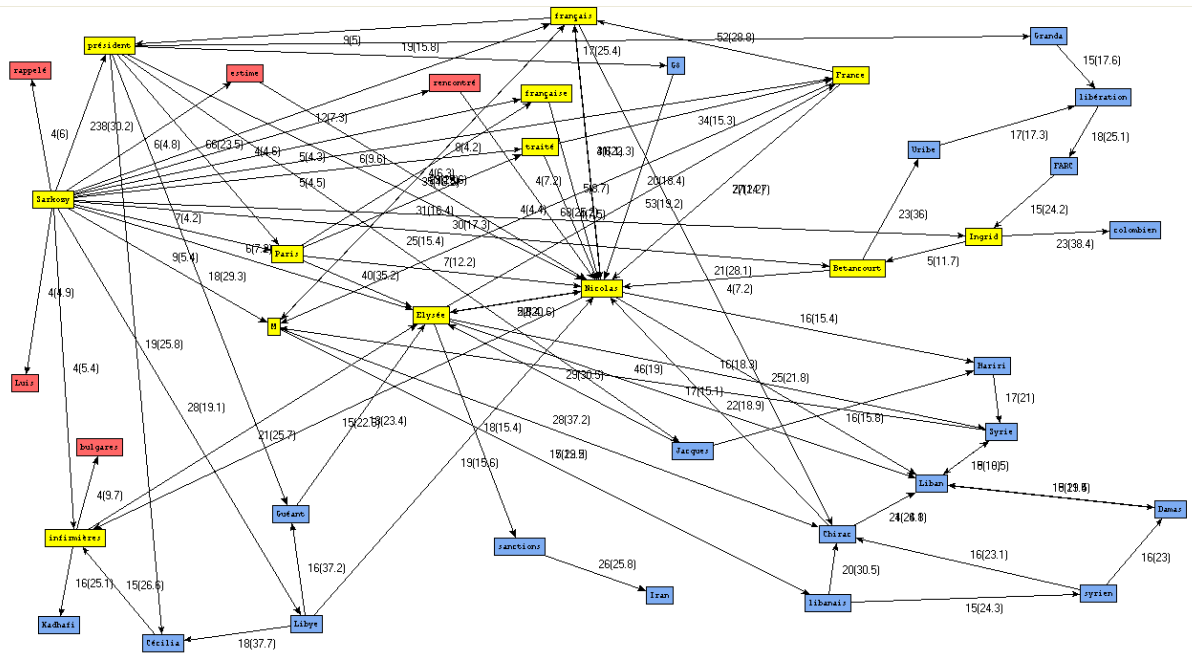 français
52(28.8)
9(5)
19(15.8)
17(25.4)
Granda
président
15(17.6)
rappelé
estime
G8
rencontré
France
française
libération
238(30.2)
12(7.3)
34(15.3)
4(6)
17(17.3)
18(25.1)
6(4.8)
66(23.5)
4(4.6)
6(9.6)
8(4.2)
traité
Uribe
5(4.3)
FARC
5(4.5)
4(6.3)
4(7.2)
20(18.4)
Sarkozy
31(16.4)
4(4.4)
53(19.2)
15(24.2)
7(4.2)
30(17.3)
23(36)
Ingrid
colombien
23(38.4)
25(15.4)
9(5.4)
Paris
7(12.2)
Betancourt
5(11.7)
18(29.3)
40(35.2)
21(28.1)
4(7.2)
4(4.9)
Nicolas
M
Elysée
16(15.4)
19(25.8)
4(5.4)
46(19)
16(18.3)
Hariri
Luis
29(30.5)
17(15.1)
25(21.8)
17(21)
28(19.1)
22(18.9)
21(25.7)
28(37.2)
16(15.8)
18(15.4)
Syrie
bulgares
Jacques
19(15.6)
4(9.7)
Liban
Guéant
Damas
infirmières
Chirac
sanctions
16(23.1)
16(23)
26(25.8)
16(37.2)
20(30.5)
16(25.1)
15(26.6)
Iran
syrien
libanais
15(24.3)
Kadhafi
Libye
Cécilia
18(37.7)